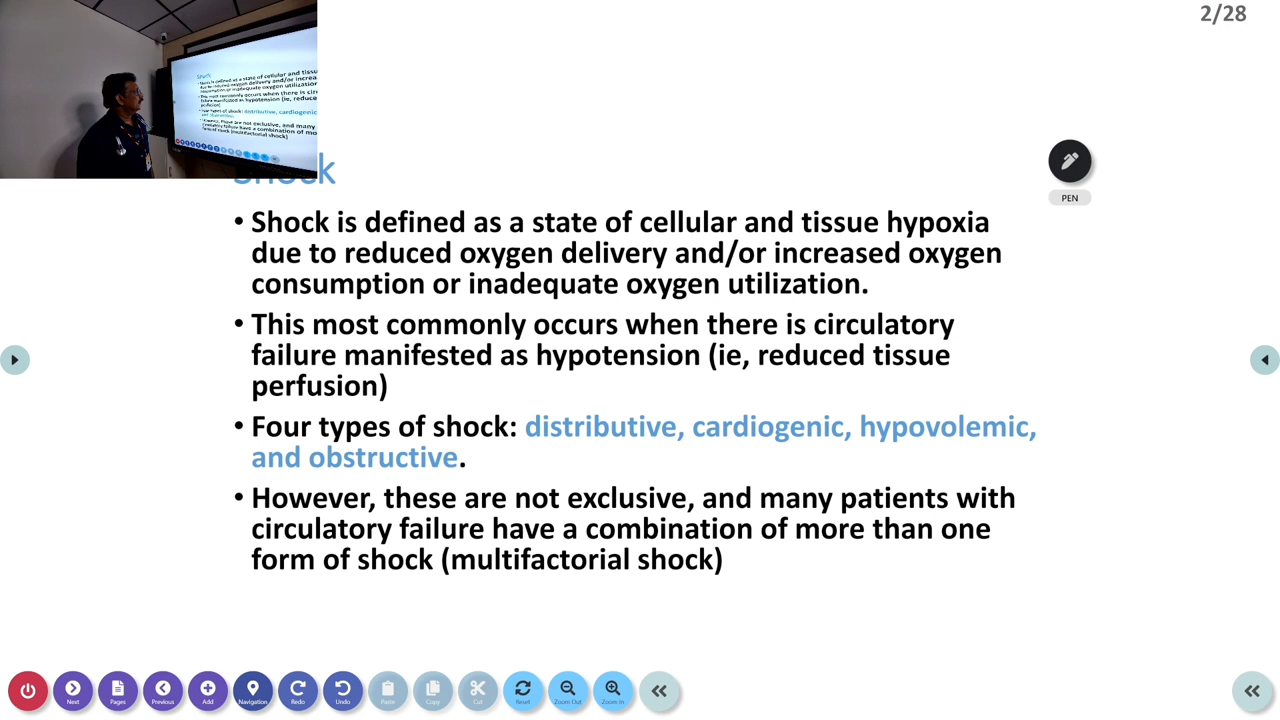 2/28
Shock
PEN
• Shock is defined as a state of cellular and tissue hypoxia
due to reduced oxygen delivery and/or increased oxygen
consumption or inadequate oxygen utilization.
• This most commonly occurs when there is circulatory
failure manifested as hypotension (ie, reduced tissue
perfusion)
• Four types of shock: distributive, cardiogenic, hypovolemic,
and obstructive.
• However, these are not exclusive, and many patients with
circulatory failure have a combination of more than one
form of shock (multifactorial shock)
Next Pages Previous Add Navigation Redo Undo Paste Copy Cut Reset Zoom Out Zoom In